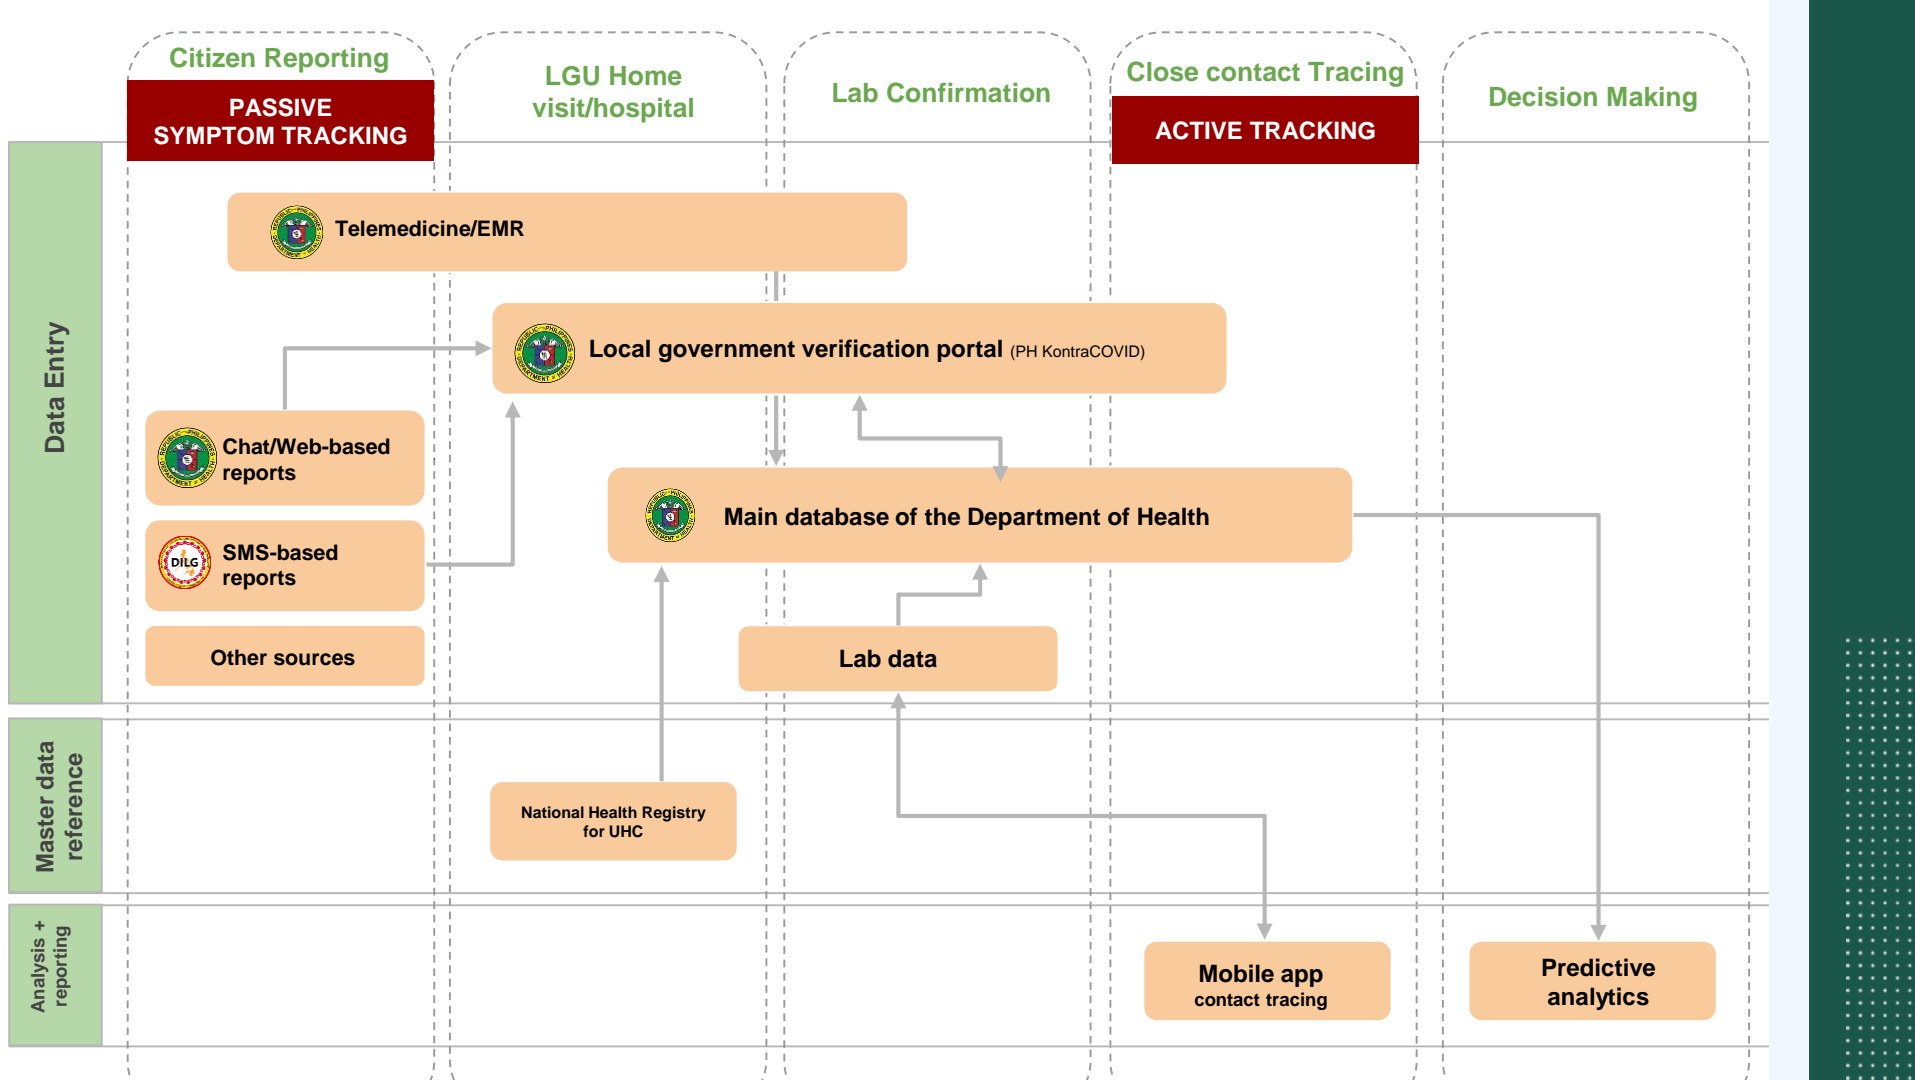 Citizen Reporting
PASSIVE
SYMPTOM TRACKING
LGU Home
visit/hospital
Lab Confirmation
Close contact Tracing
ACTIVE TRACKING
Decision Making
Data Entry
Telemedicine/EMR
Local government verification portal (PH KontraCOVID)
Chat/Web-based
reports
Main database of the Department of Health
DILG
SMS-based
reports
Other sources
Lab data
Master data
reference
National Health Registry
for UHC
Analysis +
reporting
Mobile app
contact tracing
Predictive
analytics